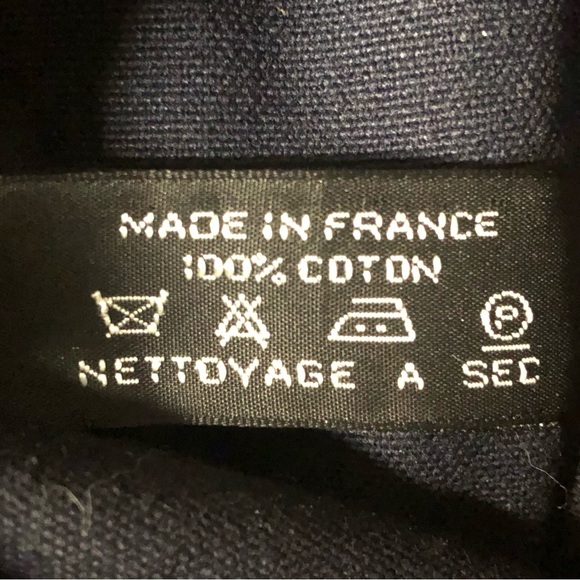 MADE IN FRANCE
100% COTON
P
NETTOYAGE A SEC